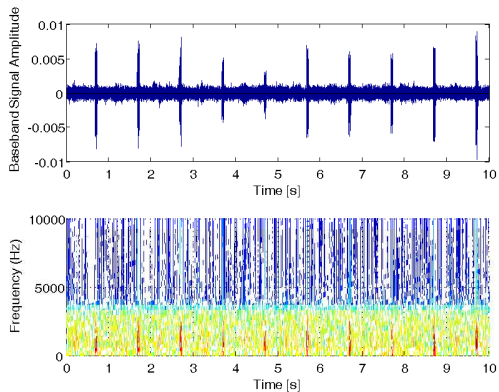 Baseband Signal Amplitude
0.01
0.005
0
-0.005
-0.01
0 1 2 3 4 5 6 7 8 9 10
Time [s]
Frequency (Hz)
10000
5000
0
0 1 2 3 4 5 6 7 8 9 10
Time [s]